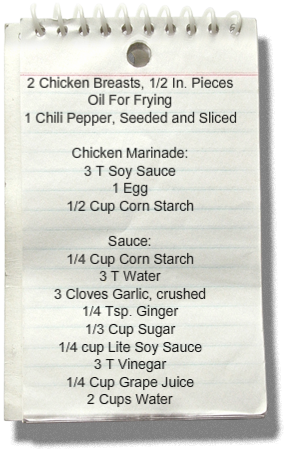 2 Chicken Breasts, 1/2 In. Pieces
Oil For Frying
1 Chili Pepper, Seeded and Sliced
Chicken Marinade:
3 T Soy Sauce
1 Egg
1/2 Cup Corn Starch
Sauce:
1/4 Cup Corn Starch
3 T Water
3 Cloves Garlic, crushed
1/4 Tsp. Ginger
1/3 Cup Sugar
1/4 cup Lite Soy Sauce
3 T Vinegar
1/4 Cup Grape Juice
2 Cups Water